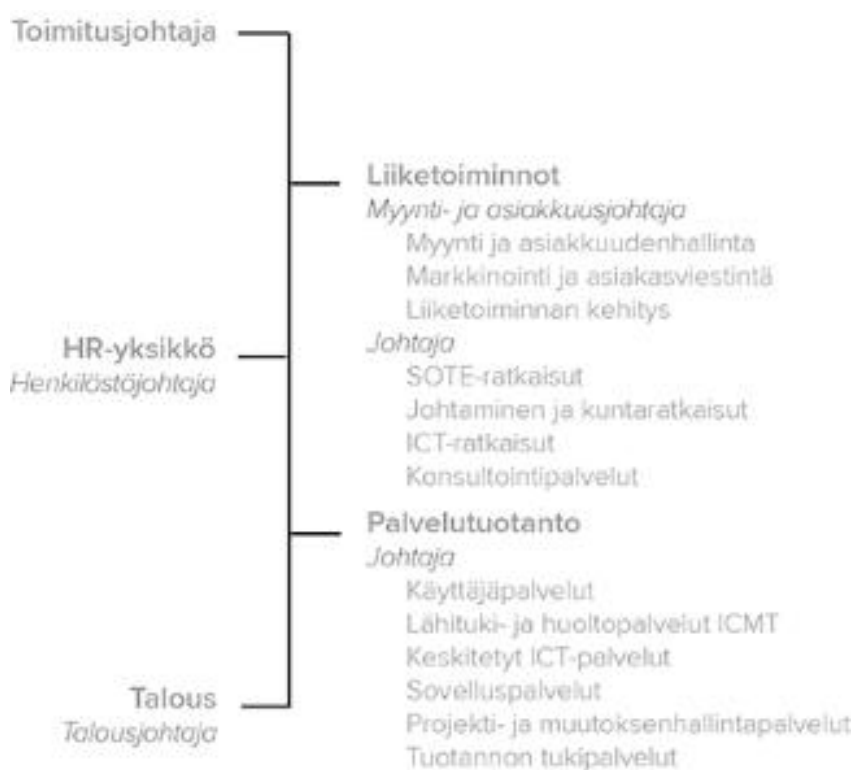 Toimitusjohtaja
Liiketoiminnot
Myynti- ja asiakkuusjohtaja
Myynti ja asiakkuudenhallinta
Markkinointi ja asiakasviestintä
Liiketoiminnan kehitys
HR-yksikkö
Henkilöstöjohtaja
Johtaja
SOTE-ratkaisut
Johtaminen ja kuntaratkaisut
ICT-ratkaisut
Konsultointipalvelut
Palvelutuotanto
Johtaja
Käyttäjäpalvelut
Lähituki- ja huoltopalvelut ICMT
Keskitetyt ICT-palvelut
Sovelluspalvelut
Talous
Talousjohtaja
Projekti- ja muutoksenhallintapalvelut
Tuotannon tukipalvelut